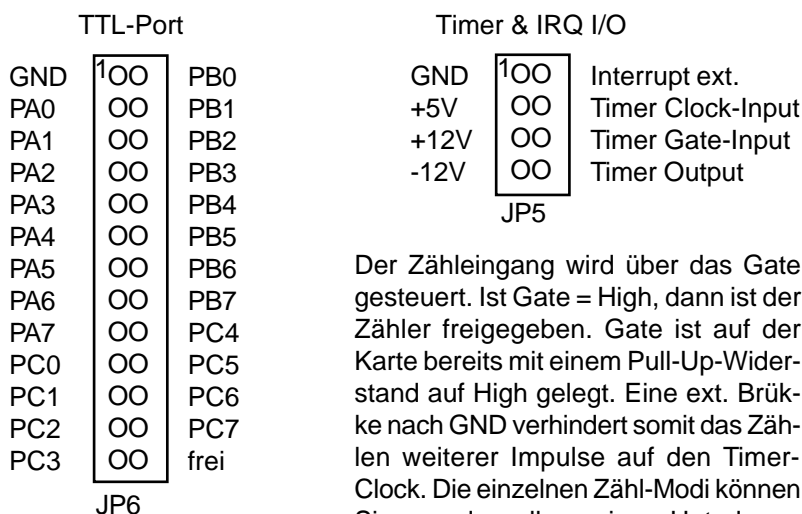 TTL-Port
GND 1OO PB0
PA0 OO PB1
PA1 OO PB2
PA2 OO PB3
PA3 OO PB4
PA4 OO PB5
PA5 OO PB6
PA6 OO PB7
PA7 OO PC4
PC0 OO PC5
PC1 OO PC6
PC2 OO PC7
PC3 OO frei
JP6
Timer & IRQ I/O
GND 1OO Interrupt ext.
+5V OO Timer Clock-Input
+12V OO Timer Gate-Input
-12V OO Timer Output
JP5
Der Zähleingang wird über das Gate
gesteuert. Ist Gate = High, dann ist der
Zähler freigegeben. Gate ist auf der
Karte bereits mit einem Pull-Up-Wider-
stand auf High gelegt. Eine ext. Brük-
ke nach GND verhindert somit das Zäh-
len weiterer Impulse auf den Timer-
Clock. Die einzelnen Zähl-Modi können